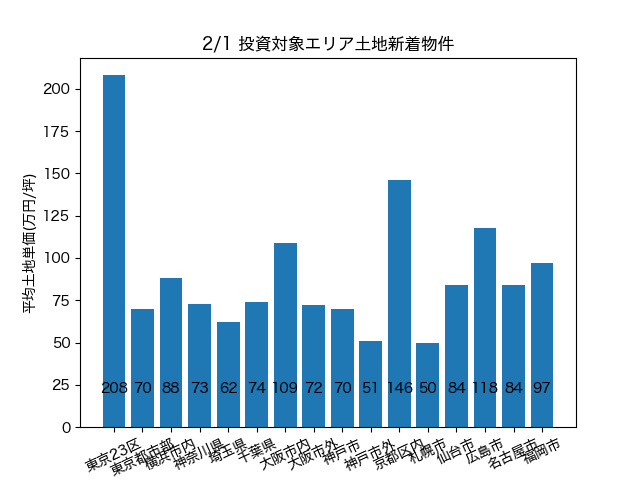 2/1 投資対象エリア土地新着物件
平均土地単価(万円/坪)
200
175
150
125
100
75
50
25
0
208 70 88 73 62 74 109 72 70 51 146 50 84 118 84 97
東京23区
東京都市部
横浜市内
神奈川県
埼玉県
千葉県
大阪市内
大阪市外
神戸市
神戸市外
京都区内
札幌市
仙台市
広島市
名古屋市
福岡市